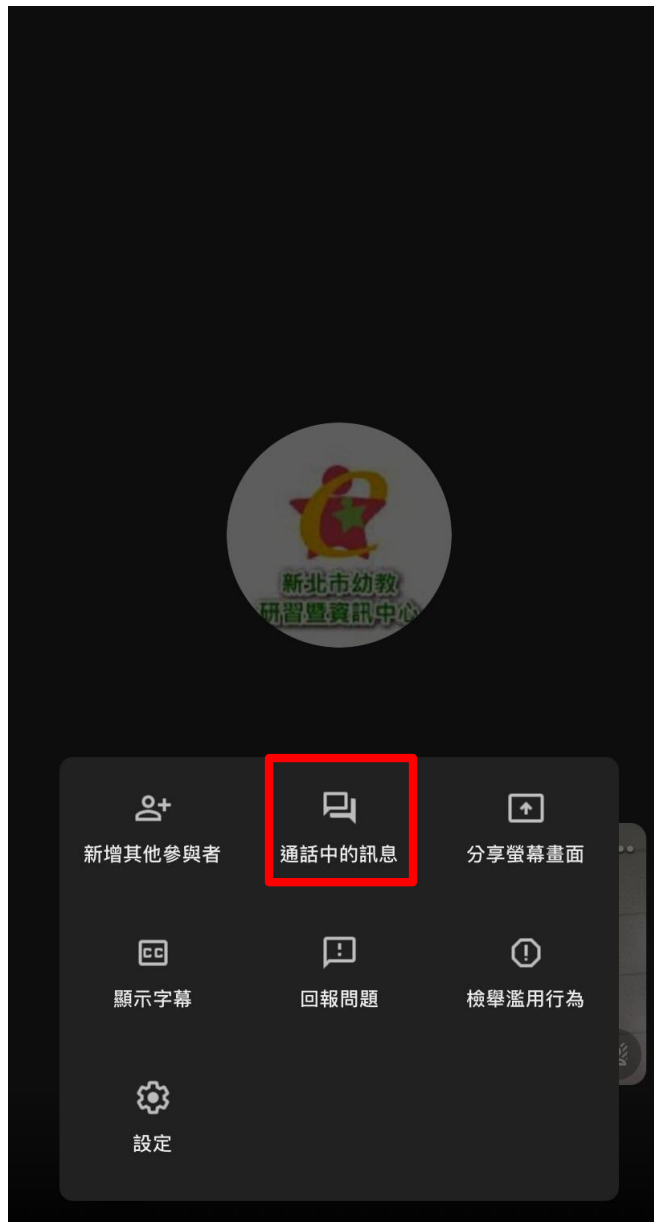 新北市幼教
研習暨資訊中心
新增其他參與者
通話中的訊息
分享螢幕畫面
顯示字幕
回報問題
檢舉濫用行為
設定